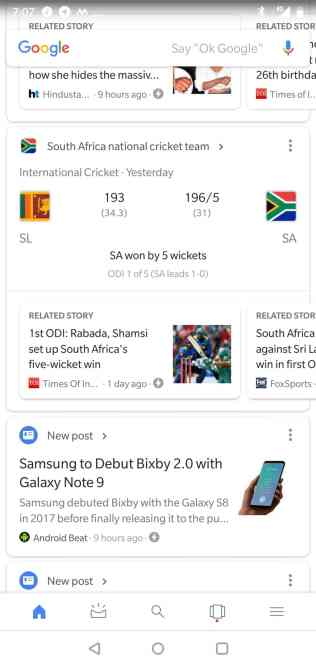 7:07
RELATED STORY
RELATED STOR
Google
Say "Ok Google"
how she hides the massiv...
26th birthda
Hindusta... · 9 hours ago ·
Times of I..
South Africa national cricket team >
International Cricket · Yesterday
193
196/5
(34.3)
(31)
SL
SA
SA won by 5 wickets
ODI 1 of 5 (SA leads 1-0)
RELATED STORY
RELATED STOR
1st ODI: Rabada, Shamsi
set up South Africa's
five-wicket win
South Africa
against Sri La
win in first O
Times Of In... · 1 day ago ·
FoxSports ·
New post >
Samsung to Debut Bixby 2.0 with
Galaxy Note 9
Samsung debuted Bixby with the Galaxy S8
in 2017 before finally releasing it to the pu...
Android Beat · 9 hours ago ·
New post >